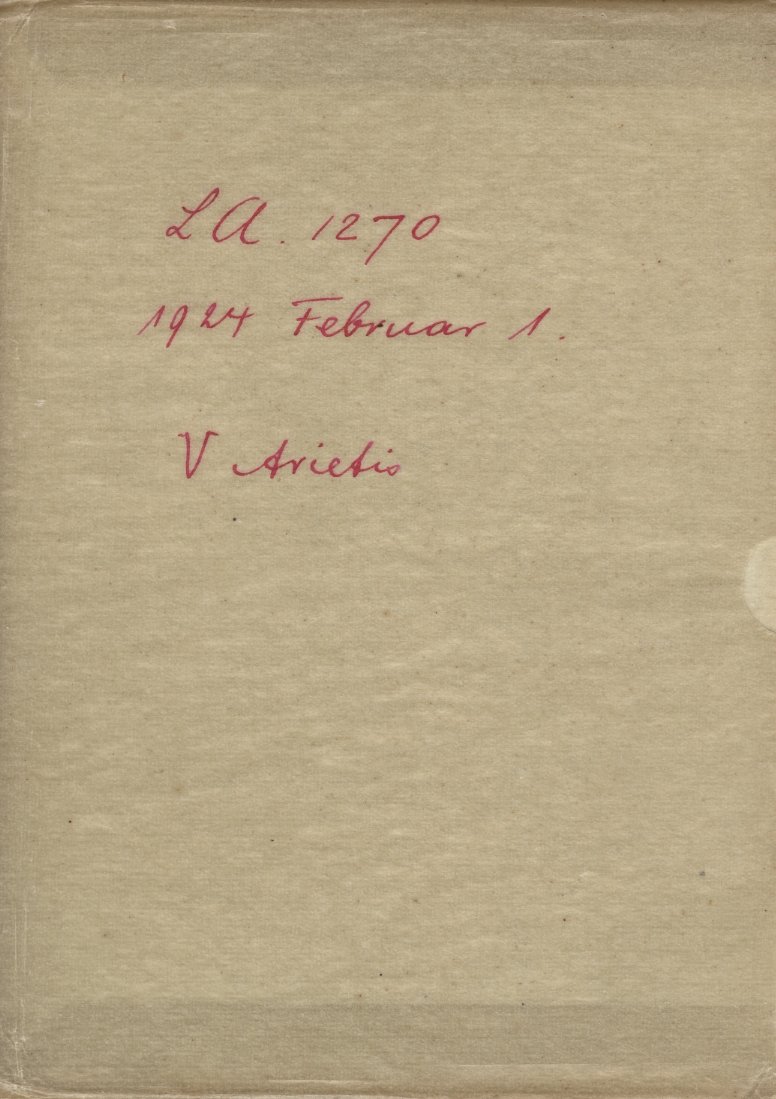 LA. 1270
1924 Februar 1.
V Arietis